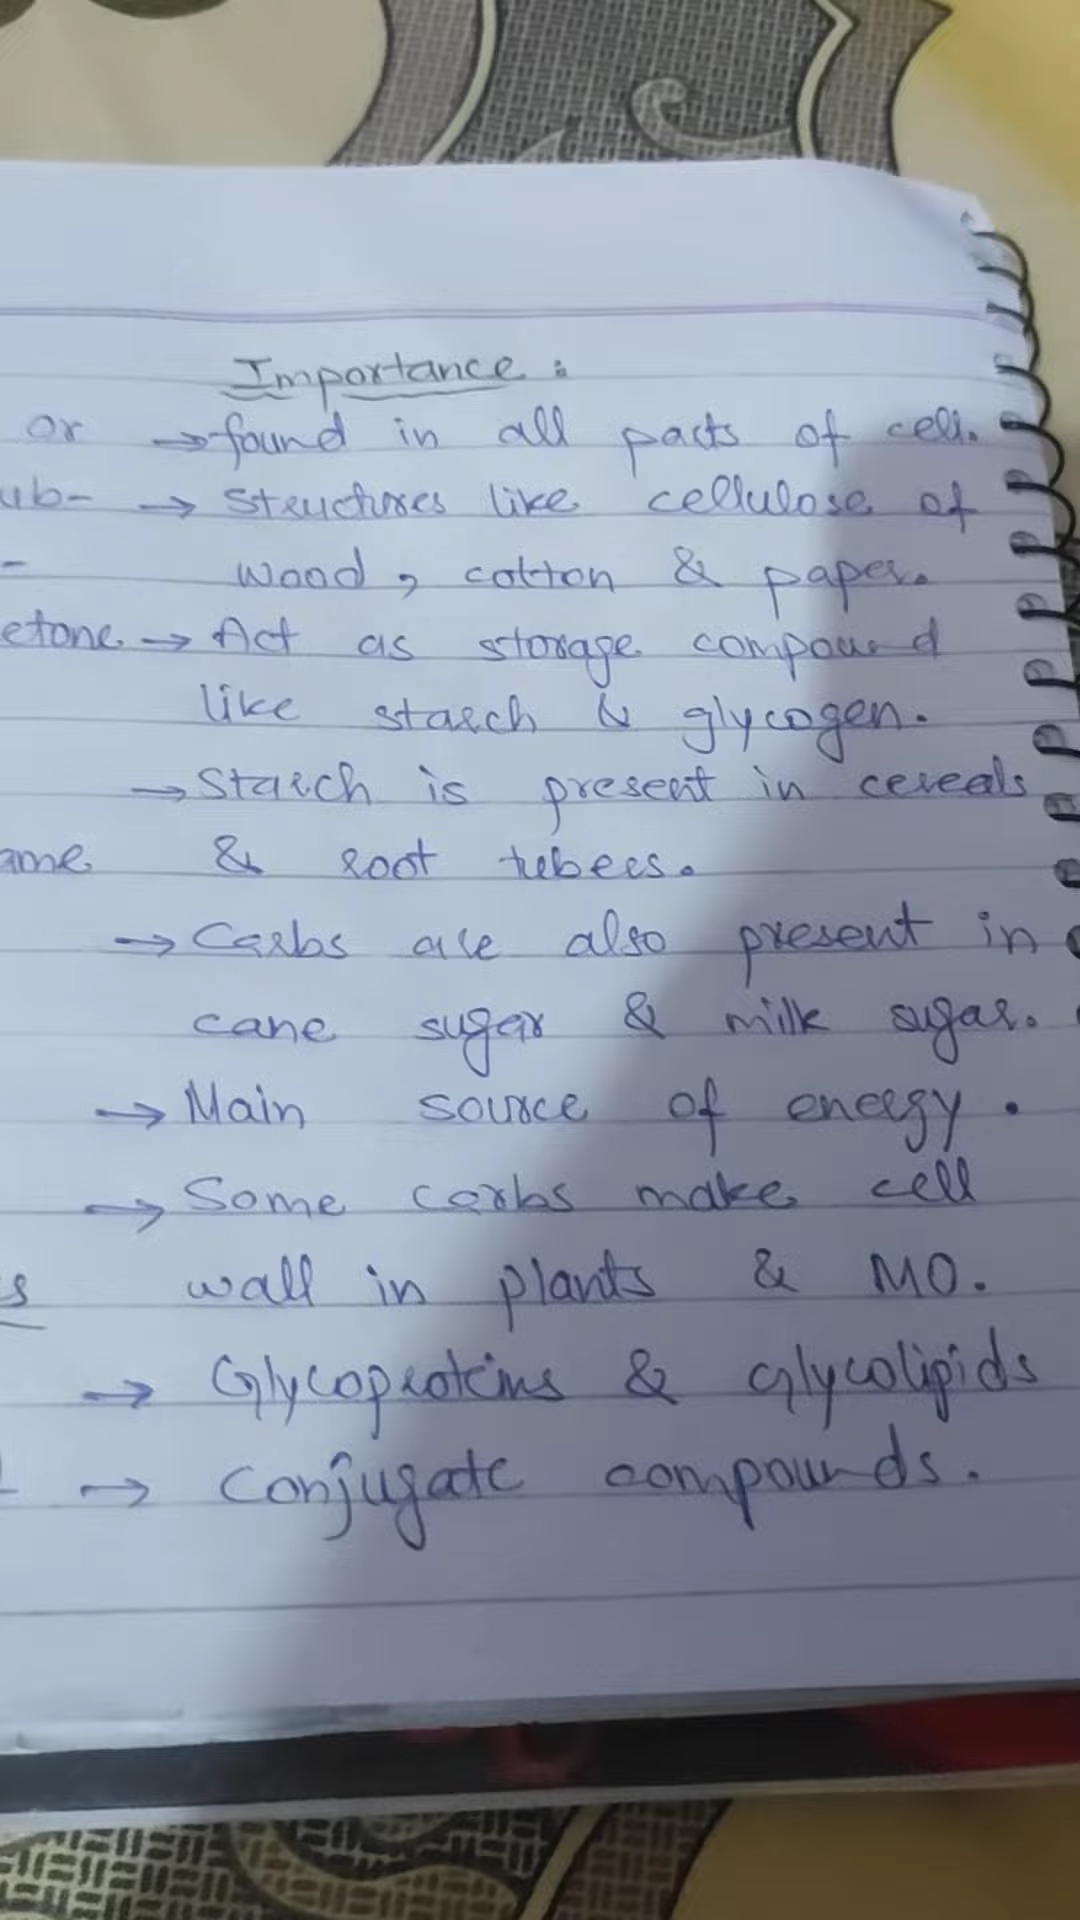 Importance :
or → found in all parts of cell.
ub- → Structures like cellulose of
- wood, cotton & paper.
etone → Act as storage compound
like starch & glycogen.
→ Starch is present in cereals
ame & root tubers.
→ Carbs are also present in
cane sugar & milk sugar.
→ Main source of energy.
→ Some carbs make cell
s wall in plants & MO.
→ Glycoproteins & glycolipids
→ Conjugate compounds.